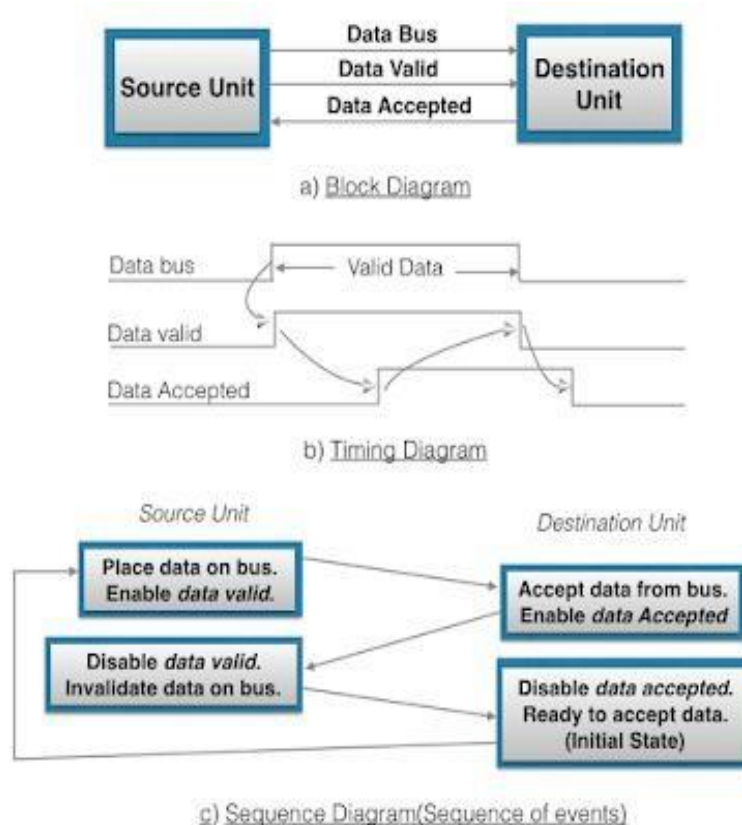 Data Bus
Source Unit
Data Valid
Destination
Unit
Data Accepted
a) Block Diagram
Data bus
Valid Data
Data valid
Data Accepted
b) Timing Diagram
Source Unit
Destination Unit
Place data on bus.
Enable data valid.
Accept data from bus.
Enable data Accepted
Disable data valid.
Invalidate data on bus.
Disable data accepted.
Ready to accept data.
(Initial State)
c) Sequence Diagram(Sequence of events)